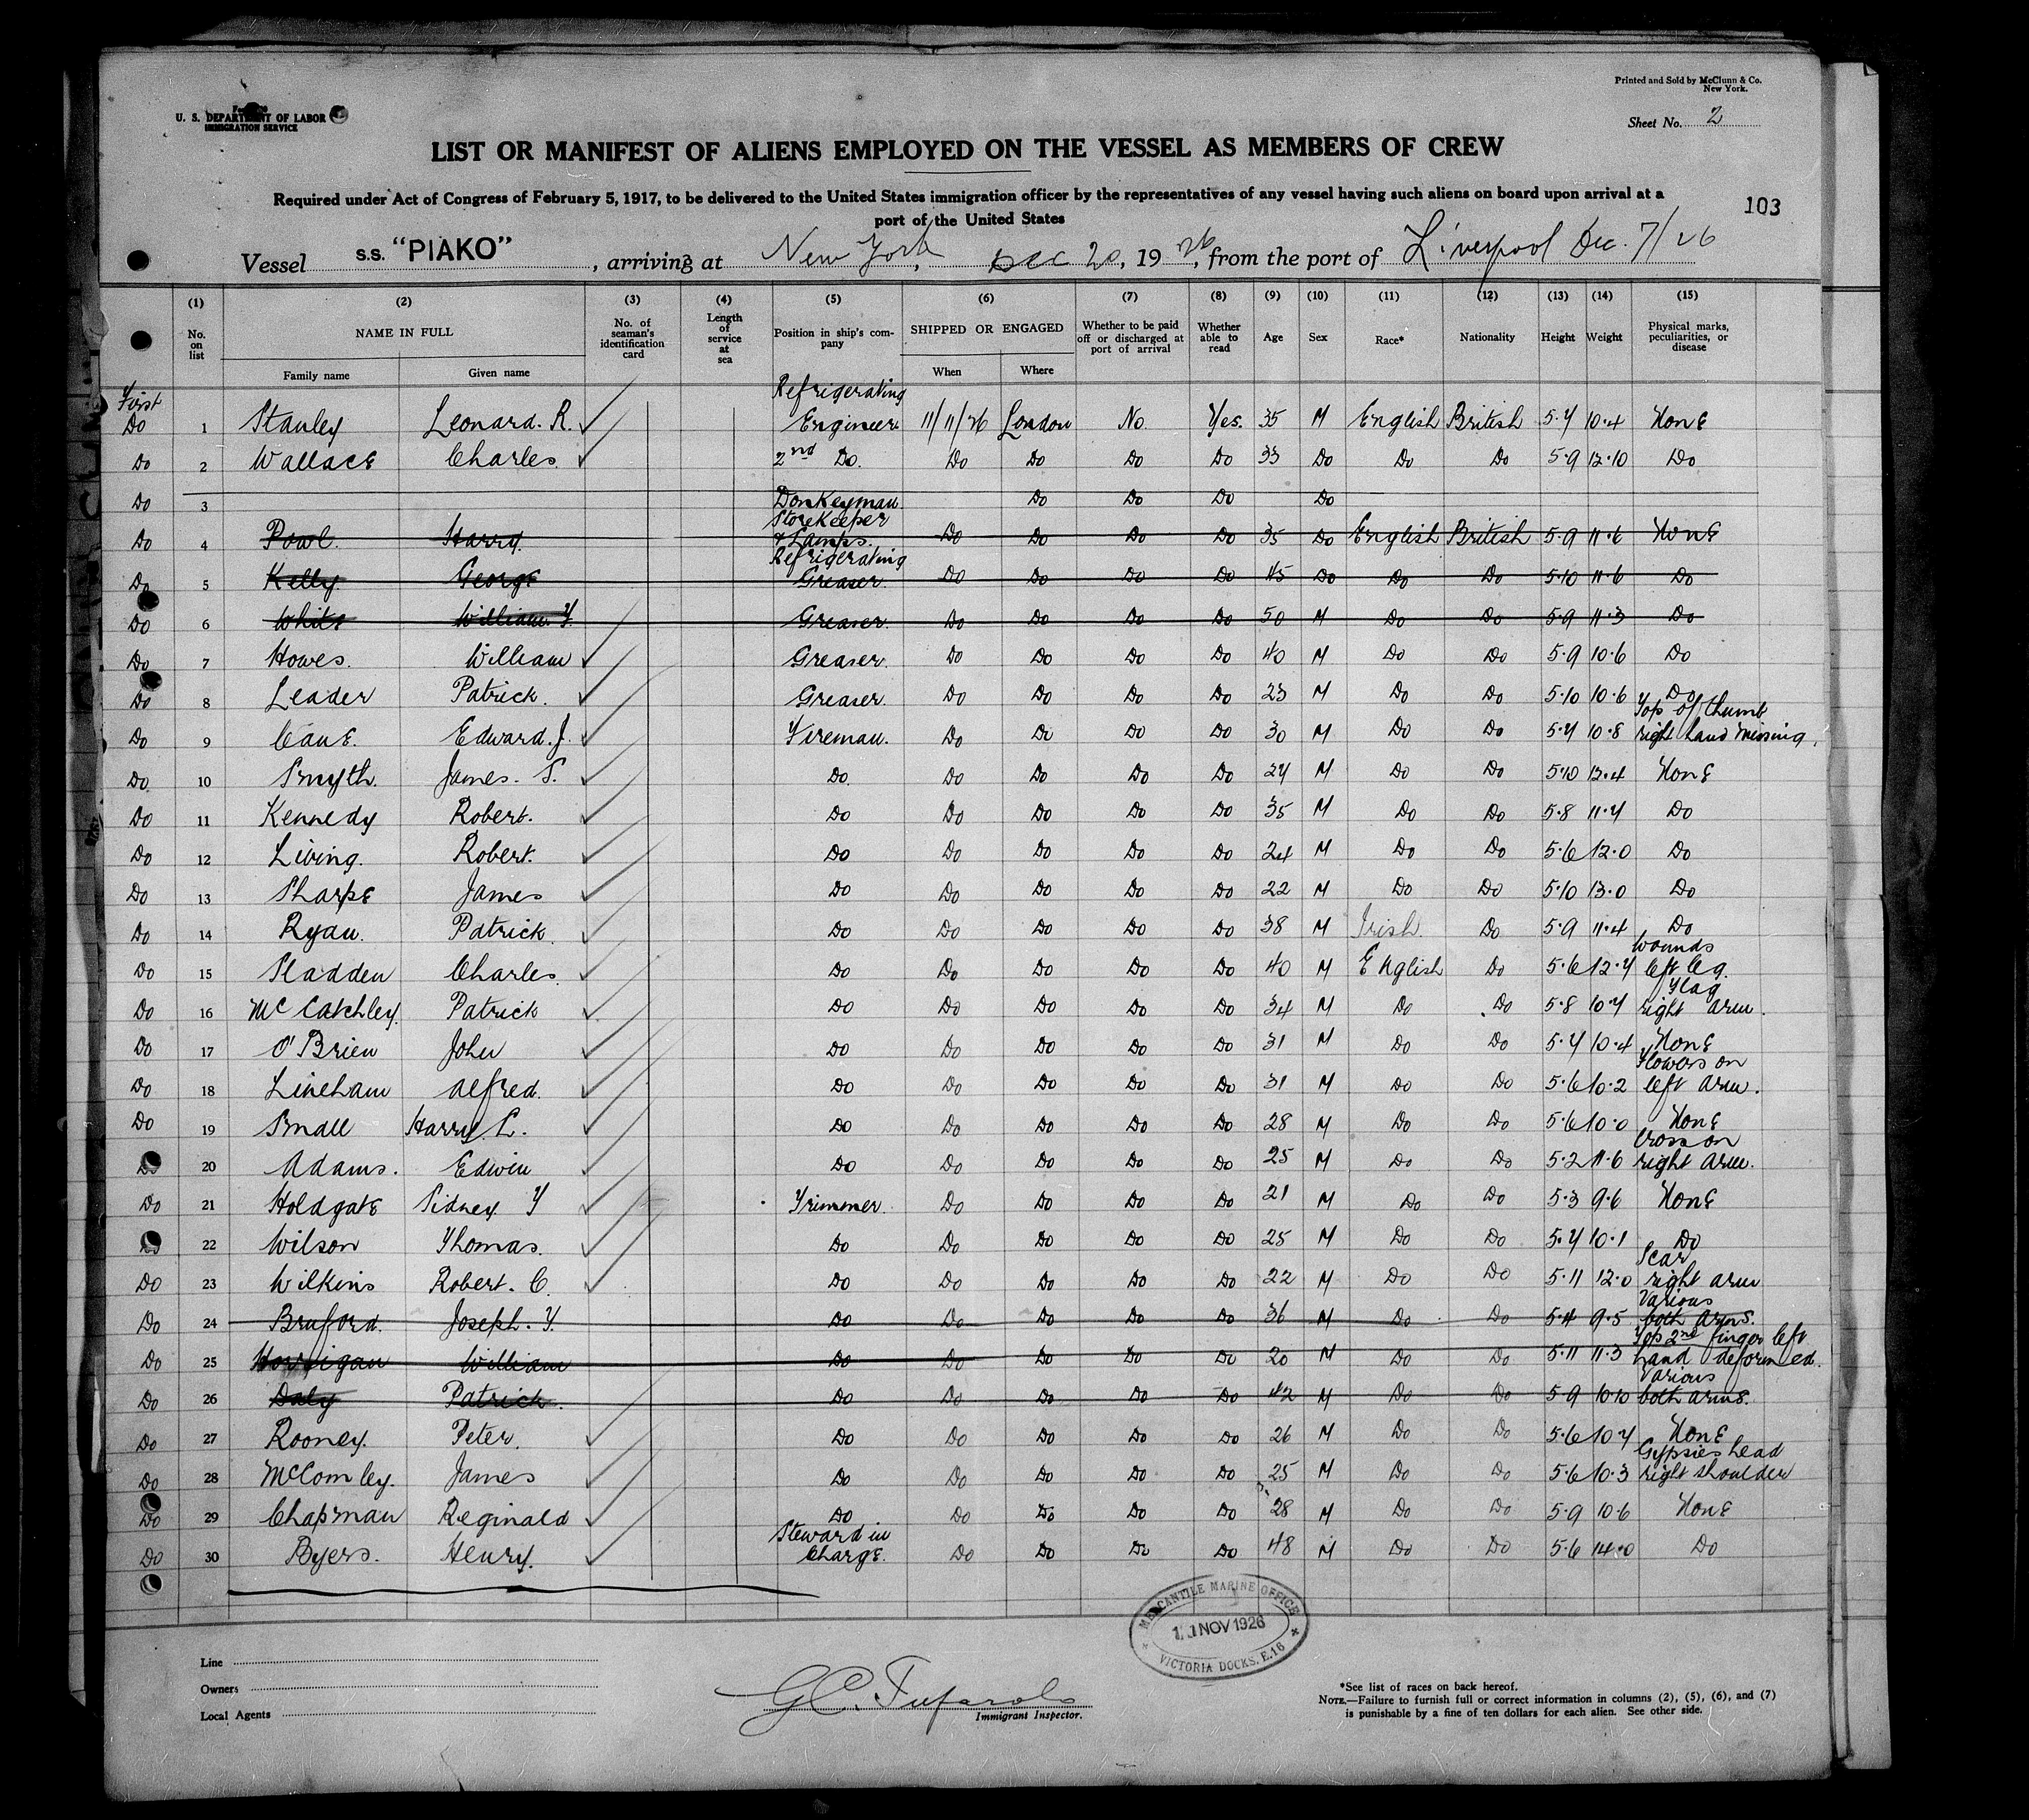 Printed and Sold by McClunn & Co.
New York.
U. S. DEPARTMENT OF LABOR
IMMIGRATION SERVICE
Sheet No. 2
LIST OR MANIFEST OF ALIENS EMPLOYED ON THE VESSEL AS MEMBERS OF CREW
Required under Act of Congress of February 5, 1917, to be delivered to the United States immigration officer by the representatives of any vessel having such aliens on board upon arrival at a
port of the United States
103
Vessel s.s. "PIAKO", arriving at New York, Dec 20, 1926, from the port of Liverpool Dec. 7/26
(1) (2) (3) (4) (5) (6) (7) (8) (9) (10) (11) (12) (13) (14) (15)
No. on list NAME IN FULL No. of seaman's identification card Length of service at sea Position in ship's company SHIPPED OR ENGAGED Whether to be paid off or discharged at port of arrival Whether able to read Age Sex Race* Nationality Height Weight Physical marks, peculiarities, or disease
Family name Given name When Where
First Do 1 Stanley Leonard. R. Refrigerating Engineer 11/11/26 London No Yes. 35 M English British 5.7 10.4 None
Do 2 Wallace Charles 2nd Do. Do Do Do Do 33 Do Do Do 5.9 12.10 Do
Do 3 Donkeyman Do Do Do Do
Do 4 Powl. Harry. Storekeeper & Lamps. Do Do Do Do 35 Do English British 5.9 11.6 None
Do 5 Kelly. George Refrigerating Greaser. Do Do Do Do 45 Do Do Do 5.10 11.6 Do
Do 6 White William. T. Greaser. Do Do Do Do 50 M Do Do 5.9 11.3 Do
Do 7 Howes. William Greaser. Do Do Do Do 40 M Do Do 5.9 10.6 Do
Do 8 Leader Patrick. Greaser. Do Do Do Do 23 M Do Do 5.10 10.6 Do
Do 9 Cane. Edward. J. Fireman. Do Do Do Do 30 M Do Do 5.7 10.8 Top of thumb right hand missing.
Do 10 Smyth. James. S. Do Do Do Do Do 27 M Do Do 5.10 12.4 None
Do 11 Kennedy Robert. Do Do Do Do Do 35 M Do Do 5.8 11.7 Do
Do 12 Living. Robert. Do Do Do Do Do 24 M Do Do 5.6 12.0 Do
Do 13 Sharpe James Do Do Do Do Do 22 M Do Do 5.10 13.0 Do
Do 14 Ryan. Patrick Do Do Do Do Do 38 M Irish. Do 5.9 11.4 Do
Do 15 Sladden Charles. Do Do Do Do Do 40 M English Do 5.6 12.7 wounds left leg.
Do 16 McCatchley. Patrick Do Do Do Do Do 34 M Do Do 5.8 10.7 Flag right arm.
Do 17 O'Brien John Do Do Do Do Do 31 M Do Do 5.7 10.4 None
Do 18 Lineham Alfred. Do Do Do Do Do 31 M Do Do 5.6 10.2 Flowers on left arm.
Do 19 Small Harry. L. Do Do Do Do Do 28 M Do Do 5.6 10.0 None
Do 20 Adams. Edwin Do Do Do Do Do 25 M Do Do 5.2 11.6 Cross on right arm.
Do 21 Holdgate Sidney T Trimmer. Do Do Do Do 21 M Do Do 5.3 9.6 None
Do 22 Wilson Thomas. Do Do Do Do Do 25 M Do Do 5.7 10.1 Do
Do 23 Wilkins Robert. C. Do Do Do Do Do 22 M Do Do 5.11 12.0 Scar right arm
Do 24 Brufford. Joseph. T. Do Do Do Do Do 36 M Do Do 5.4 9.5 Various both arms.
Do 25 Horrigan William Do Do Do Do Do 20 M Do Do 5.11 11.3 Top 2nd finger left hand deformed.
Do 26 Daly Patrick. Do Do Do Do Do 42 M Do Do 5.9 10.10 Various both arms.
Do 27 Rooney. Peter. Do Do Do Do Do 26 M Do Do 5.6 10.7 None
Do 28 McComley. James Do Do Do Do Do 25 M Do Do 5.6 10.3 Gypsies head right shoulder
Do 29 Chapman Reginald Do Do Do Do Do 28 M Do Do 5.9 10.6 None
Do 30 Byers. Henry. Steward in Charge. Do Do Do Do 48 M Do Do 5.6 14.0 Do
MERCANTILE MARINE OFFICE
NOV 1926
VICTORIA DOCKS. E.16
Line
Owners
Local Agents
Immigrant Inspector.
*See list of races on back hereof.
NOTE.—Failure to furnish full or correct information in columns (2), (5), (6), and (7)
is punishable by a fine of ten dollars for each alien. See other side.